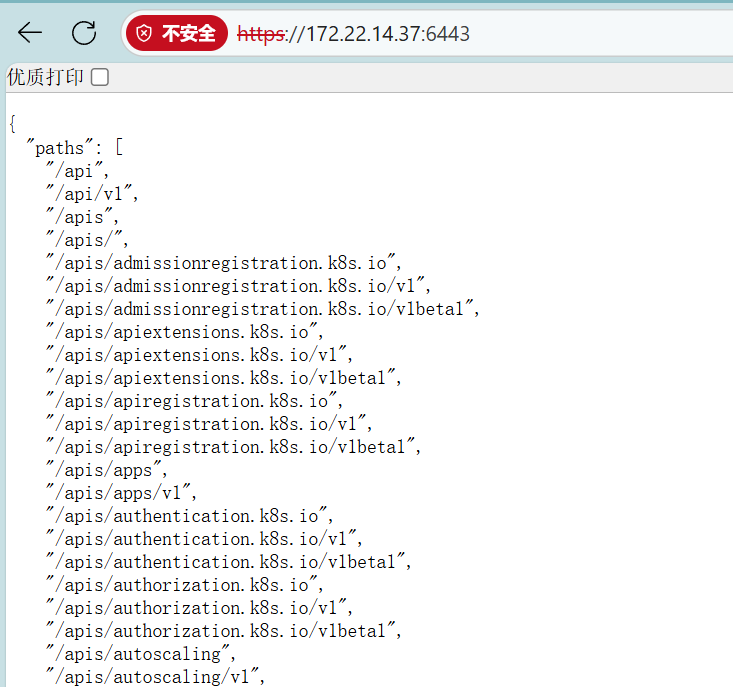 不安全 https://172.22.14.37:6443
优质打印
{
"paths": [
"/api",
"/api/v1",
"/apis",
"/apis/",
"/apis/admissionregistration.k8s.io",
"/apis/admissionregistration.k8s.io/v1",
"/apis/admissionregistration.k8s.io/v1beta1",
"/apis/apiextensions.k8s.io",
"/apis/apiextensions.k8s.io/v1",
"/apis/apiextensions.k8s.io/v1beta1",
"/apis/apiregistration.k8s.io",
"/apis/apiregistration.k8s.io/v1",
"/apis/apiregistration.k8s.io/v1beta1",
"/apis/apps",
"/apis/apps/v1",
"/apis/authentication.k8s.io",
"/apis/authentication.k8s.io/v1",
"/apis/authentication.k8s.io/v1beta1",
"/apis/authorization.k8s.io",
"/apis/authorization.k8s.io/v1",
"/apis/authorization.k8s.io/v1beta1",
"/apis/autoscaling",
"/apis/autoscaling/v1",